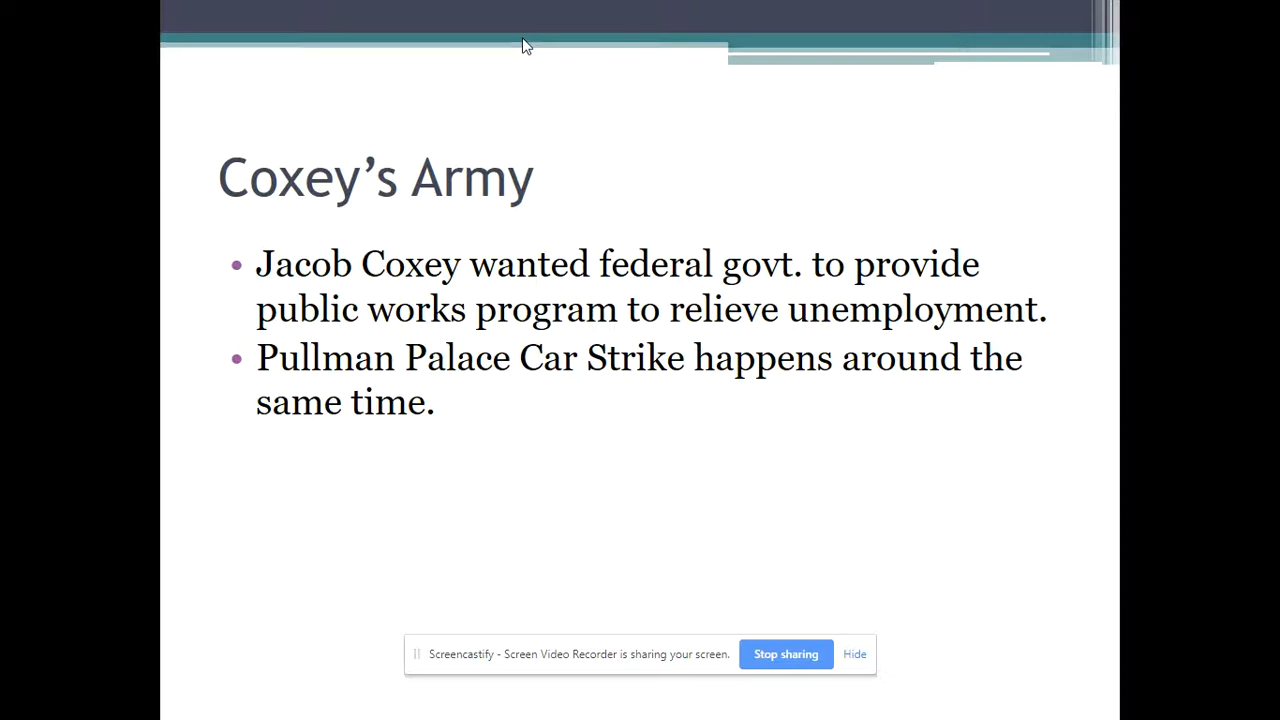 Coxey’s Army
• Jacob Coxey wanted federal govt. to provide
public works program to relieve unemployment.
• Pullman Palace Car Strike happens around the
same time.
Screencastify - Screen Video Recorder is sharing your screen. Stop sharing Hide